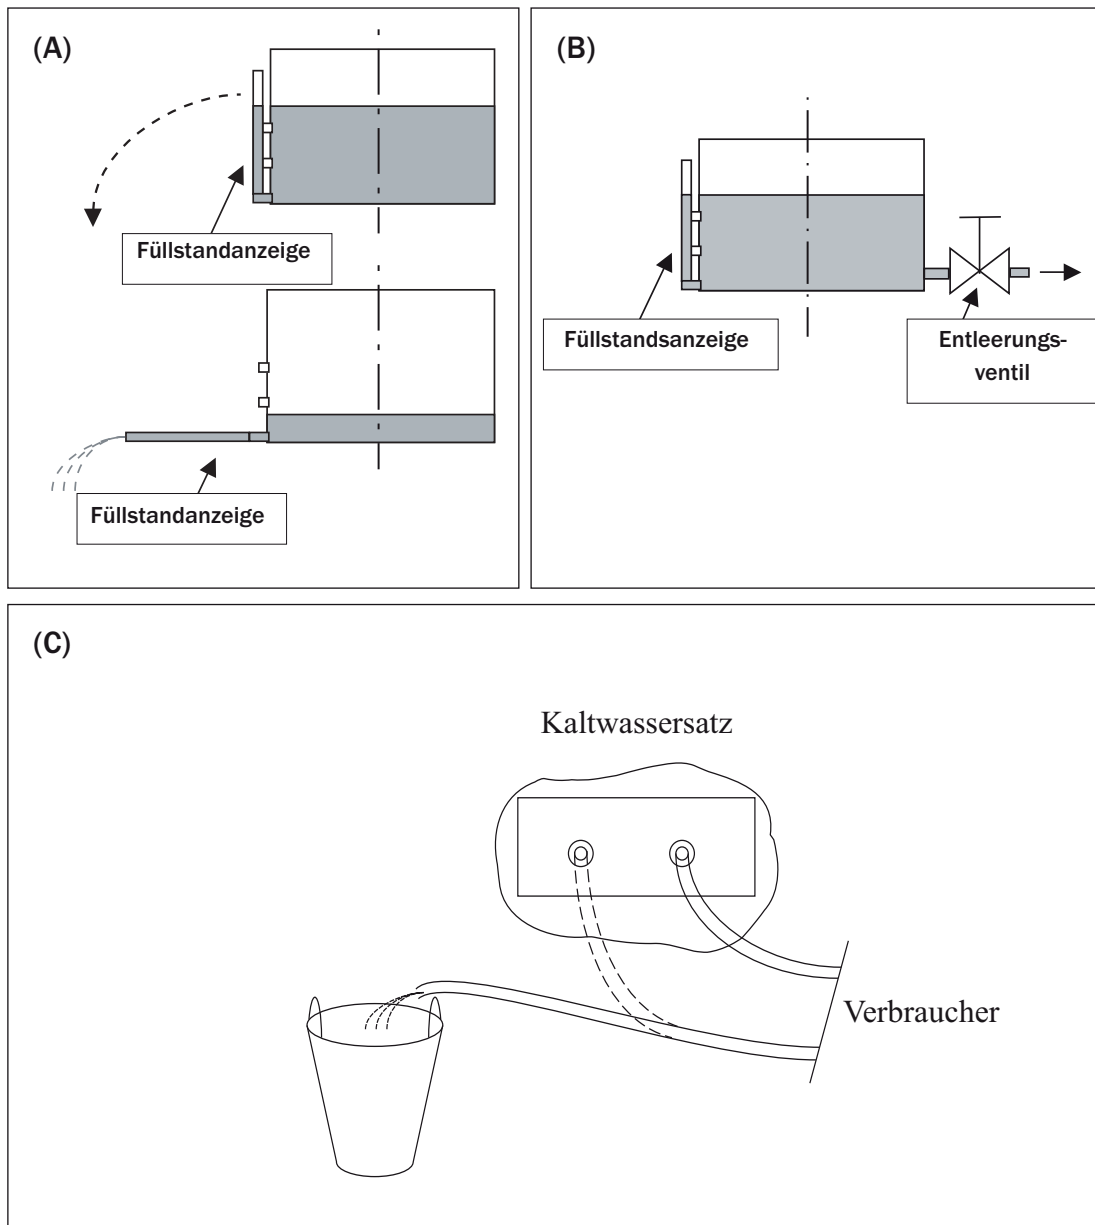 (A)
Füllstandanzeige
Füllstandanzeige
(B)
Füllstandsanzeige
Entleerungs-
ventil
(C)
Kaltwassersatz
Verbraucher